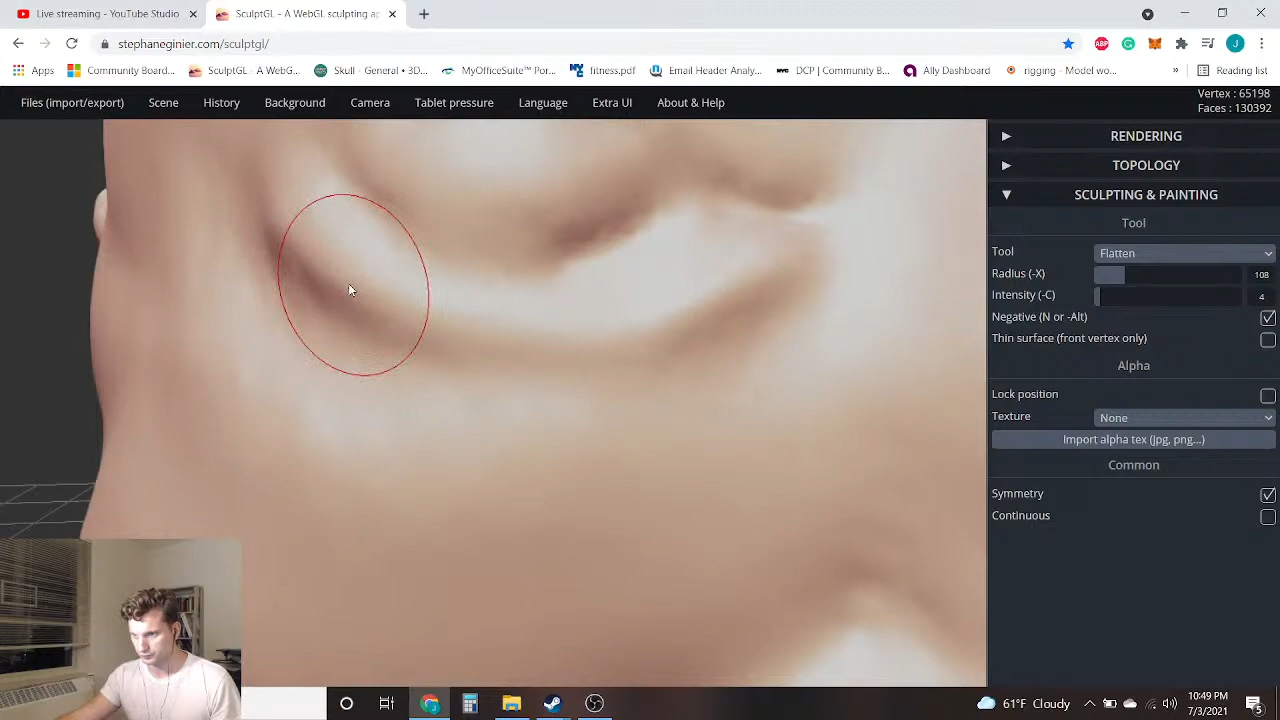 Live streaming - YouTube Studio
SculptGL - A WebGL sculpting ap
stephaneginier.com/sculptgl/
Apps
Community Board...
SculptGL - A WebG...
Skull - General • 3D...
MyOfficeSuite™ Por...
fitness.pdf
Email Header Analy...
DCP | Community B...
Ally Dashboard
rigging - Model wo...
Reading list
Files (import/export)
Scene
History
Background
Camera
Tablet pressure
Language
Extra UI
About & Help
Vertex : 65198
Faces : 130392
RENDERING
TOPOLOGY
SCULPTING & PAINTING
Tool
Tool
Flatten
Radius (-X)
108
Intensity (-C)
4
Negative (N or -Alt)
Thin surface (front vertex only)
Alpha
Lock position
Texture
None
Import alpha tex (jpg, png...)
Common
Symmetry
Continuous
61°F Cloudy
10:49 PM
7/3/2021